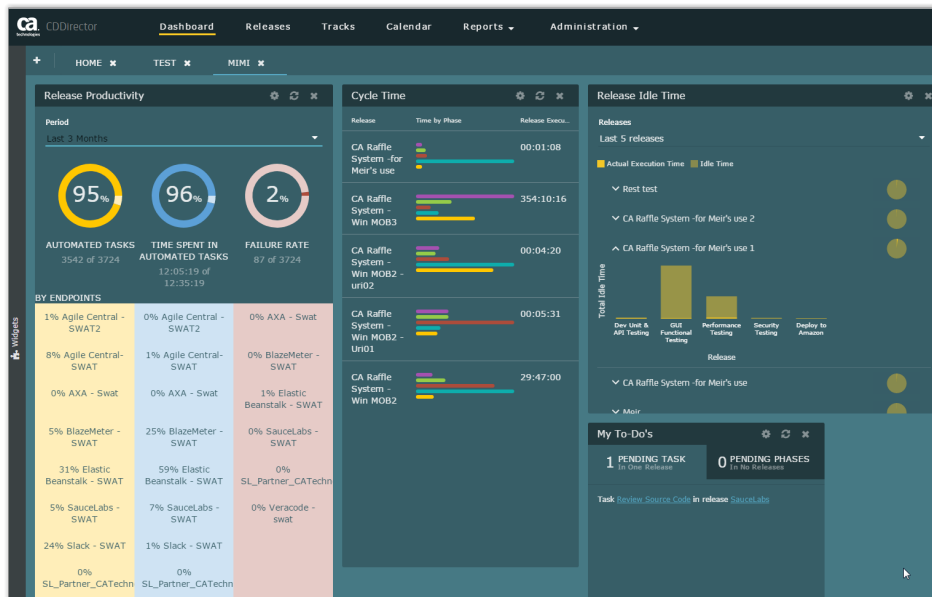 ca
technologies
CDDirector
Dashboard
Releases
Tracks
Calendar
Reports
Administration
Widgets
HOME
TEST
MIMI
Release Productivity
Period
Last 3 Months
95%
AUTOMATED TASKS
3542 of 3724
96%
TIME SPENT IN
AUTOMATED TASKS
12:05:19 of
12:35:19
2%
FAILURE RATE
87 of 3724
BY ENDPOINTS
1% Agile Central -
SWAT2
8% Agile Central-
SWAT
0% AXA - Swat
5% BlazeMeter -
SWAT
31% Elastic
Beanstalk - SWAT
5% SauceLabs -
SWAT
24% Slack - SWAT
0%
SL_Partner_CATechn
0% Agile Central -
SWAT2
1% Agile Central-
SWAT
0% AXA - Swat
25% BlazeMeter -
SWAT
59% Elastic
Beanstalk - SWAT
7% SauceLabs -
SWAT
1% Slack - SWAT
0%
SL_Partner_CATechn
0% AXA - Swat
0% BlazeMeter -
SWAT
1% Elastic
Beanstalk - SWAT
0% SauceLabs -
SWAT
0%
SL_Partner_CATechn
0% Veracode -
swat
Cycle Time
Release
Time by Phase
Release Execu...
CA Raffle
System -for
Meir's use
00:01:08
CA Raffle
System -
Win MOB3
354:10:16
CA Raffle
System -
Win MOB2 -
uri02
00:04:20
CA Raffle
System -
Win MOB2 -
Uri01
00:05:31
CA Raffle
System -
Win MOB2
29:47:00
Release Idle Time
Releases
Last 5 releases
Actual Execution Time
Idle Time
Rest test
CA Raffle System -for Meir's use 2
CA Raffle System -for Meir's use 1
Total Idle Time
Dev Unit &
API Testing
GUI
Functional
Testing
Performance
Testing
Security
Testing
Deploy to
Amazon
Release
CA Raffle System -for Meir's use
Meir
My To-Do's
1 PENDING TASK
In One Release
0 PENDING PHASES
In No Releases
Task Review Source Code in release SauceLabs